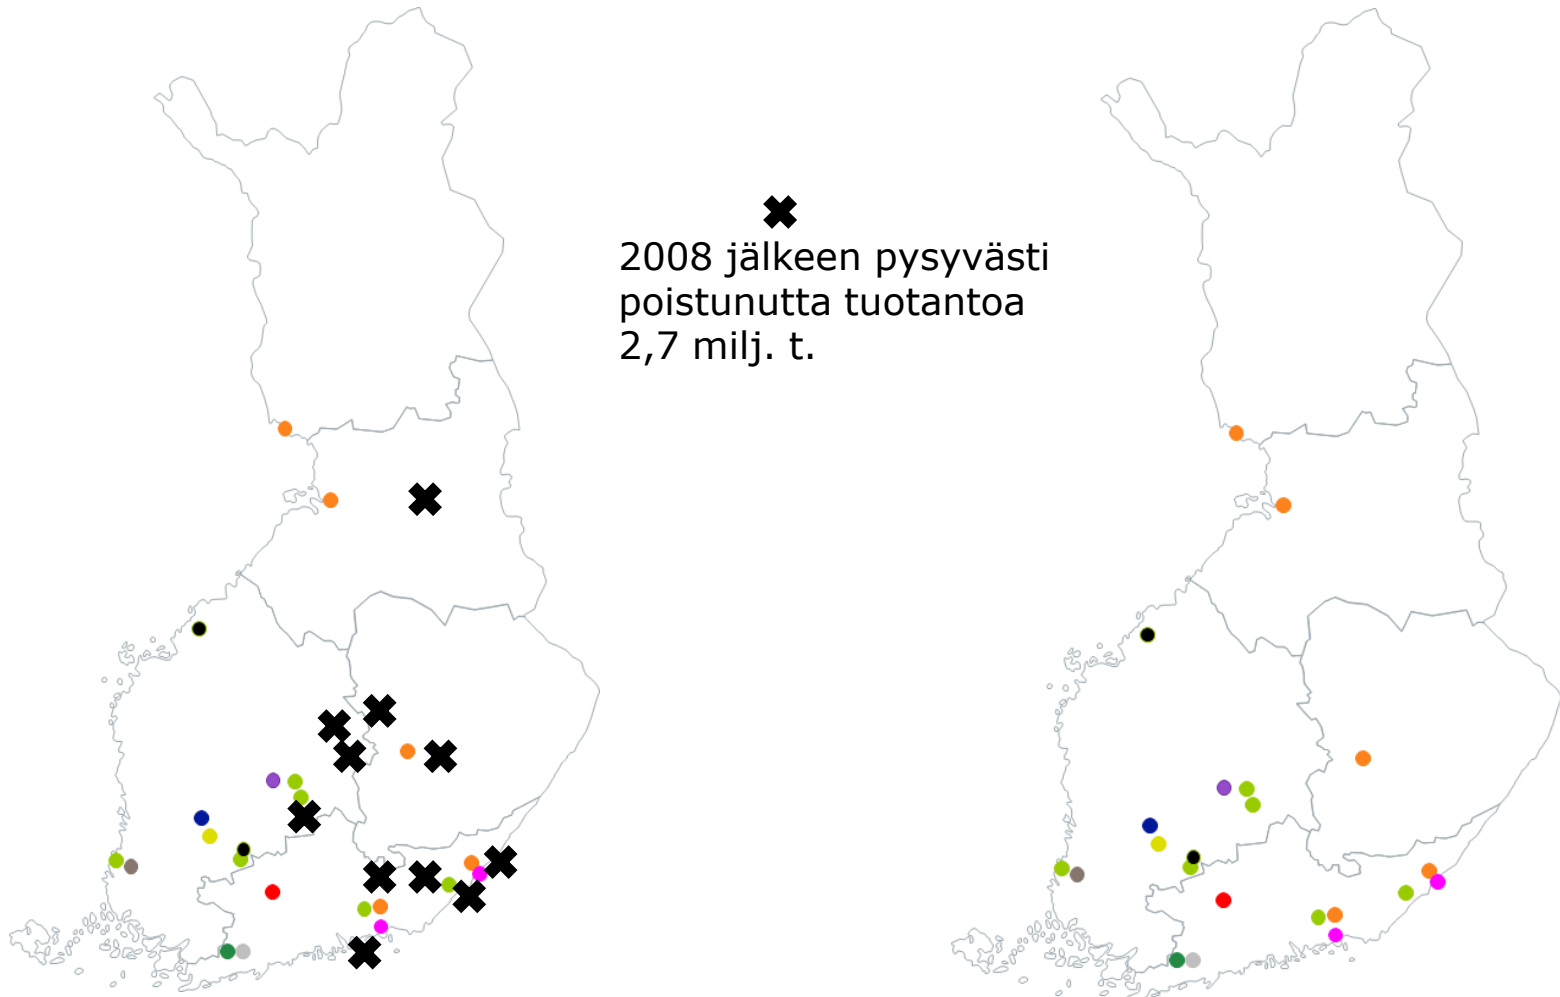 2008 jälkeen pysyvästi
poistunutta tuotantoa
2,7 milj. t.